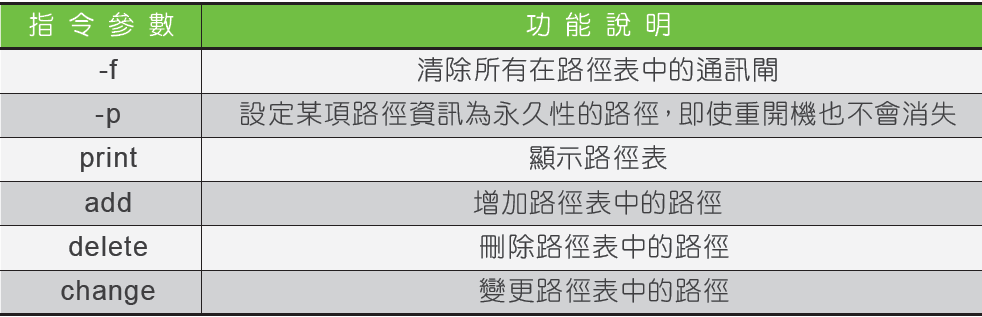 指令參數 功能說明
-f 清除所有在路徑表中的通訊閘
-p 設定某項路徑資訊為永久性的路徑，即使重開機也不會消失
print 顯示路徑表
add 增加路徑表中的路徑
delete 刪除路徑表中的路徑
change 變更路徑表中的路徑